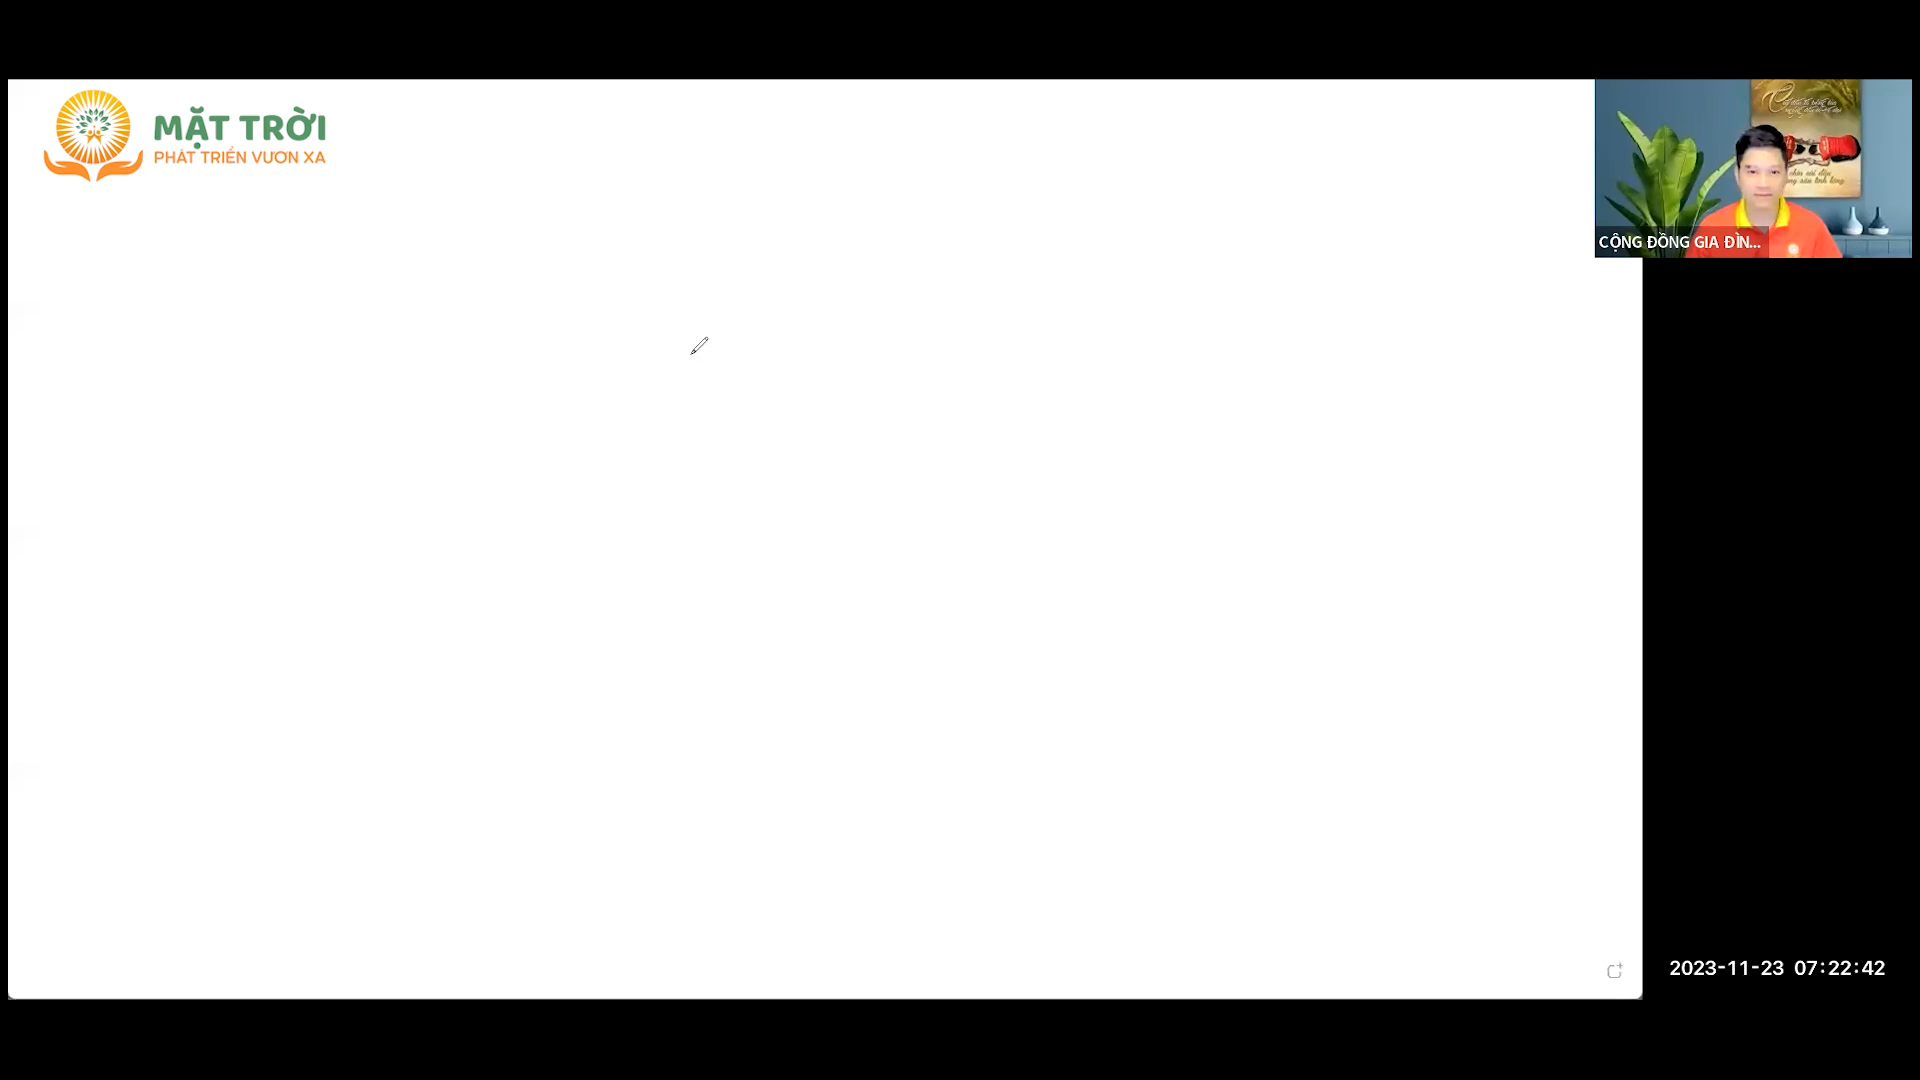 MẶT TRỜI
PHÁT TRIỂN VƯƠN XA
CỘNG ĐỒNG GIA ĐÌN...
2023-11-23 07:22:42